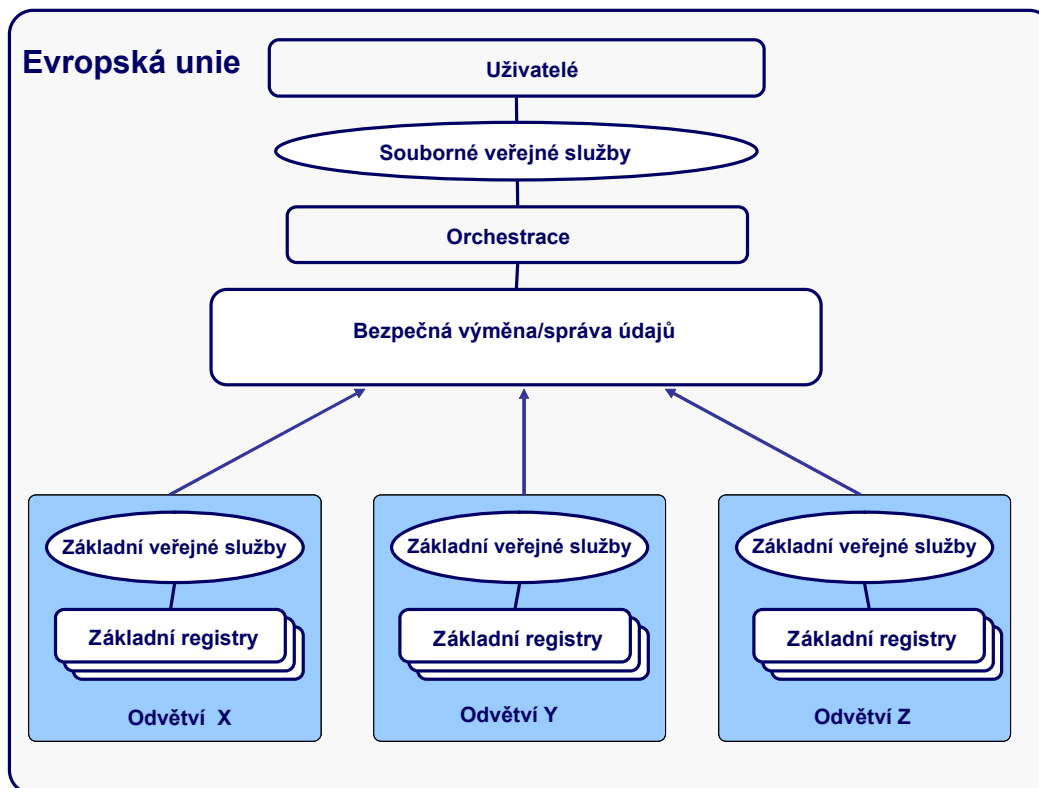 Evropská unie
Uživatelé
Souborné veřejné služby
Orchestrace
Bezpečná výměna/správa údajů
Základní veřejné služby
Základní registry
Odvětví X
Základní veřejné služby
Základní registry
Odvětví Y
Základní veřejné služby
Základní registry
Odvětví Z